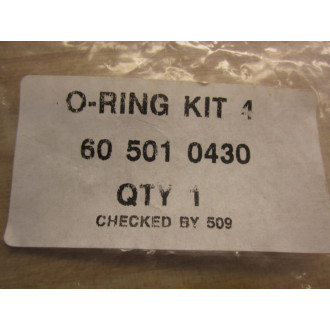 O-RING KIT 4
60 501 0430
QTY 1
CHECKED BY 509